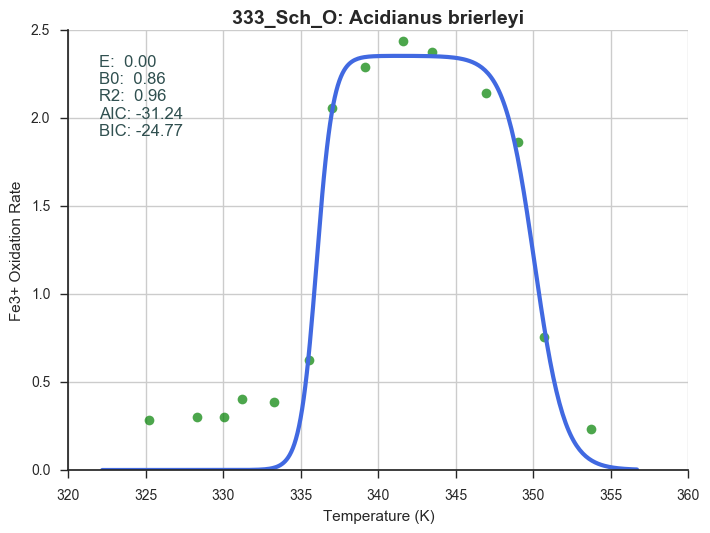 333_Sch_O: Acidianus brierleyi
E:  0.00
B0:  0.86
R2:  0.96
AIC: -31.24
BIC: -24.77
Fe3+ Oxidation Rate
2.5
2.0
1.5
1.0
0.5
0.0
320 325 330 335 340 345 350 355 360
Temperature (K)